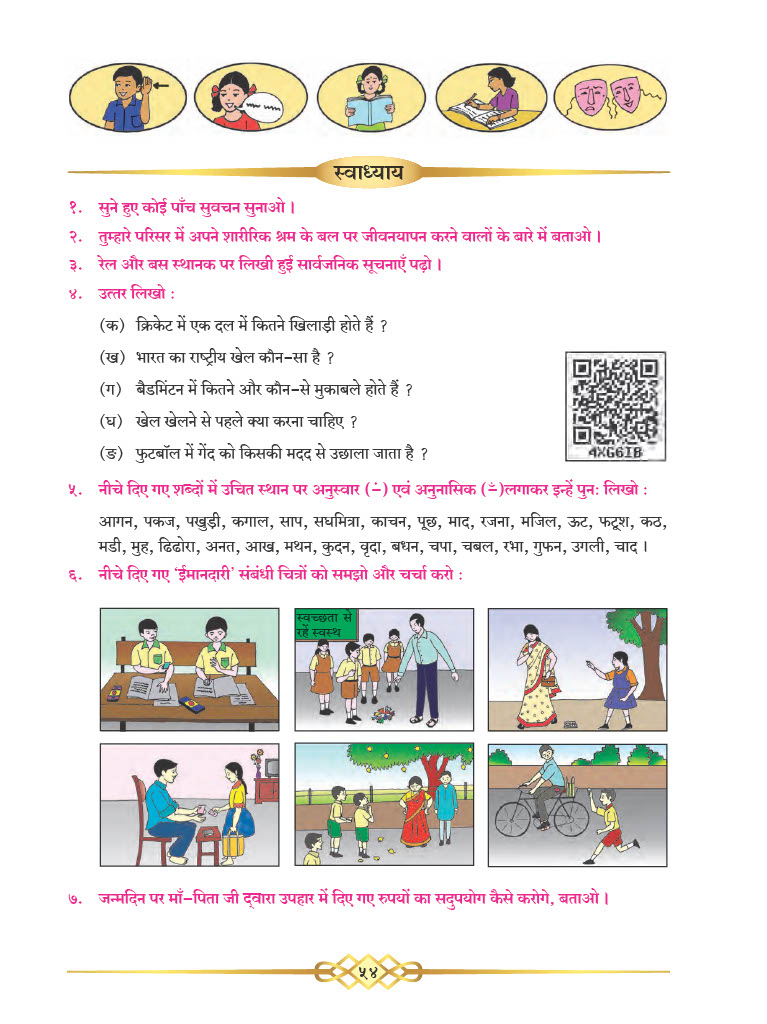 स्वाध्याय
१. सुने हुए कोई पाँच सुवचन सुनाओ ।
२. तुम्हारे परिसर में अपने शारीरिक श्रम के बल पर जीवनयापन करने वालों के बारे में बताओ ।
३. रेल और बस स्थानक पर लिखी हुई सार्वजनिक सूचनाएँ पढ़ो ।
४. उत्तर लिखो :
(क) क्रिकेट में एक दल में कितने खिलाड़ी होते हैं ?
(ख) भारत का राष्ट्रीय खेल कौन-सा है ?
(ग) बैडमिंटन में कितने और कौन-से मुकाबले होते हैं ?
(घ) खेल खेलने से पहले क्या करना चाहिए ?
(ङ) फुटबॉल में गेंद को किसकी मदद से उछाला जाता है ?
4XG6IB
५. नीचे दिए गए शब्दों में उचित स्थान पर अनुस्वार (-ं) एवं अनुनासिक (-ँ)लगाकर इन्हें पुनः लिखो :
आगन, पकज, पखुड़ी, कगाल, साप, सघमित्रा, काचन, पूछ, माद, रजना, मजिल, ऊट, फटूश, कठ,
मडी, मुह, ढिढोरा, अनत, आख, मथन, कुदन, वृदा, बधन, चपा, चबल, रभा, गुफन, उगली, चाद ।
६. नीचे दिए गए ‘ईमानदारी’ संबंधी चित्रों को समझो और चर्चा करो :
स्वच्छता से
रहें स्वस्थ
७. जन्मदिन पर माँ-पिता जी द्वारा उपहार में दिए गए रुपयों का सदुपयोग कैसे करोगे, बताओ ।
५४